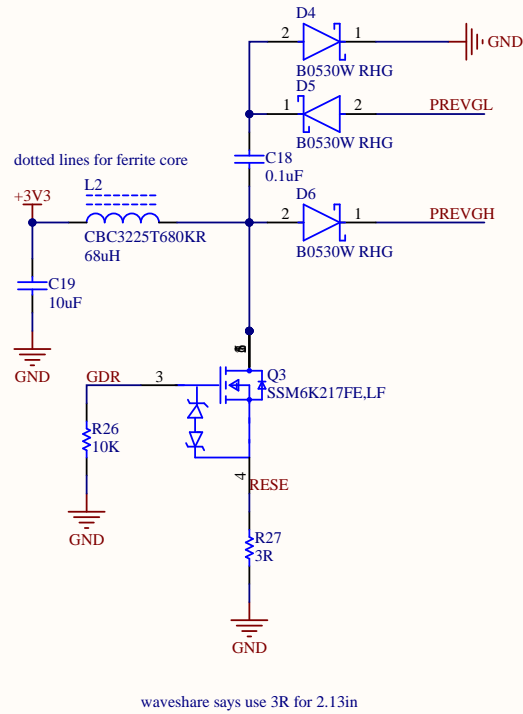 D4
2 1
GND
B0530W RHG
D5
1 2
PREVGL
B0530W RHG
dotted lines for ferrite core
C18
0.1uF
+3V3
L2
D6
2 1
PREVGH
CBC3225T680KR
68uH
B0530W RHG
C19
10uF
GND
GDR
3
Q3
SSM6K217FE,LF
R26
10K
4
RESE
GND
R27
3R
GND
waveshare says use 3R for 2.13in